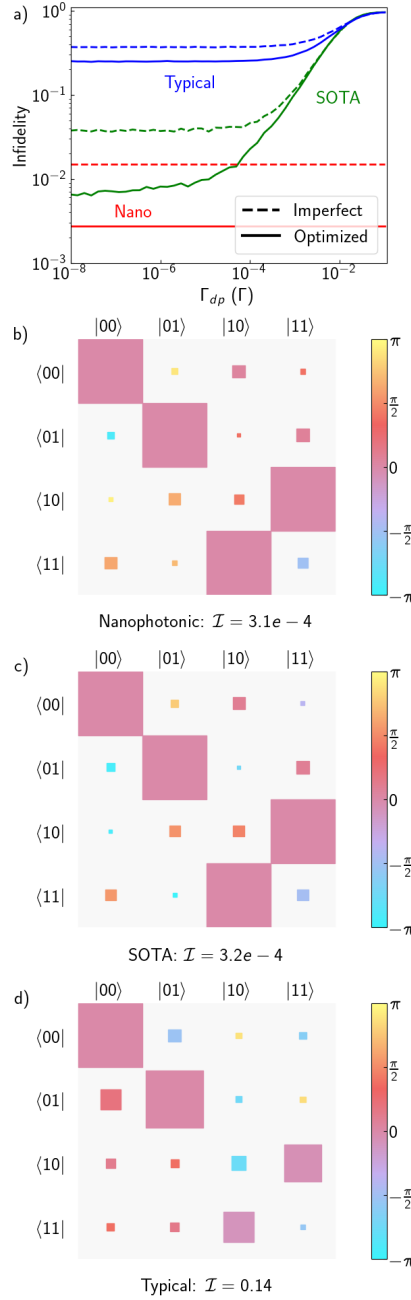 a)
10⁰
10⁻¹
10⁻²
10⁻³
Infidelity
Typical
SOTA
Nano
Imperfect
Optimized
10⁻⁸ 10⁻⁶ 10⁻⁴ 10⁻²
Γ_dp (Γ)
b)
|00⟩ |01⟩ |10⟩ |11⟩
⟨00|
⟨01|
⟨10|
⟨11|
π
π/2
0
−π/2
−π
Nanophotonic: ℐ = 3.1e − 4
c)
|00⟩ |01⟩ |10⟩ |11⟩
⟨00|
⟨01|
⟨10|
⟨11|
π
π/2
0
−π/2
−π
SOTA: ℐ = 3.2e − 4
d)
|00⟩ |01⟩ |10⟩ |11⟩
⟨00|
⟨01|
⟨10|
⟨11|
π
π/2
0
−π/2
−π
Typical: ℐ = 0.14